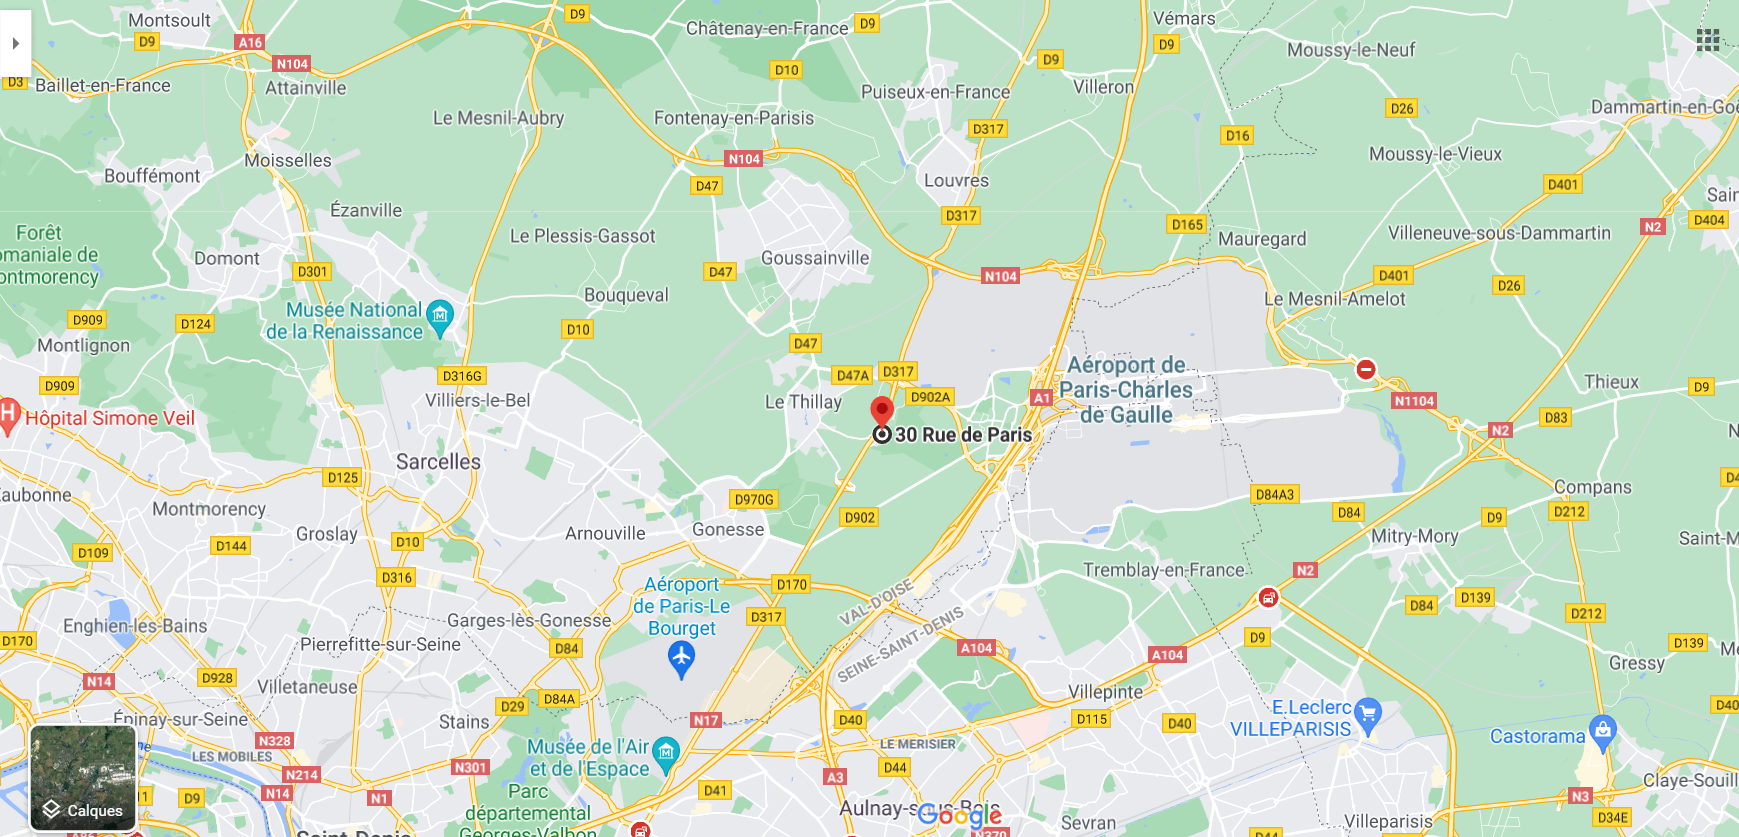 Montsoult
D9
Châtenay-en-France
D9
Vémars
D9
A16
D9
Moussy-le-Neuf
N104
D9
D10
D3
Baillet-en-France
Attainville
Puiseux-en-France
Villeron
D26
Dammartin-en-Goë
Le Mesnil-Aubry
Fontenay-en-Parisis
D317
D16
Moisselles
N104
Moussy-le-Vieux
Bouffémont
D47
Louvres
D401
Sain
Ézanville
D317
D165
N2
D404
Forêt
omaniale de
ontmorency
Le Plessis-Gassot
Mauregard
Villeneuve-sous-Dammartin
Domont
D301
D47
Goussainville
N104
D401
D26
Bouqueval
Le Mesnil-Amelot
Musée National
de la Renaissance
D909
D124
D10
Montlignon
D47
D316G
D47A
D317
Aéroport de
Paris-Charles
de Gaulle
D909
Villiers-le-Bel
Le Thillay
D902A
A1
N1104
Thieux
D9
H
Hôpital Simone Veil
30 Rue de Paris
D83
N2
N
Sarcelles
D125
D4
Eaubonne
Montmorency
D970G
D84A3
Compans
D902
D84
D9
D212
Groslay
Arnouville
Gonesse
Mitry-Mory
Saint-M
D109
D144
D10
D316
Aéroport
de Paris-Le
Bourget
D170
Tremblay-en-France
N2
VAL-D'OISE
SEINE-SAINT-DENIS
D84
D139
D212
Enghien-les-Bains
Garges-lès-Gonesse
D317
D170
Pierrefitte-sur-Seine
D84
D9
D139
A104
A104
Gressy
Me
N14
D928
Villetaneuse
D84A
Villepinte
D29
Épinay-sur-Seine
Stains
N17
D40
D115
D40
E.Leclerc
VILLEPARISIS
D40
Castorama
N328
LES MOBILES
Musée de l'Air
et de l'Espace
LE MERISIER
N214
N301
D44
A3
Claye-Souill
N14
N1
D9
Parc
départemental
Georges-Valbon
D41
Aulnay-sous-Bois
Google
Sevran
N3
D34E
Villeparisis
Calques
Saint-Denis
N370
D44